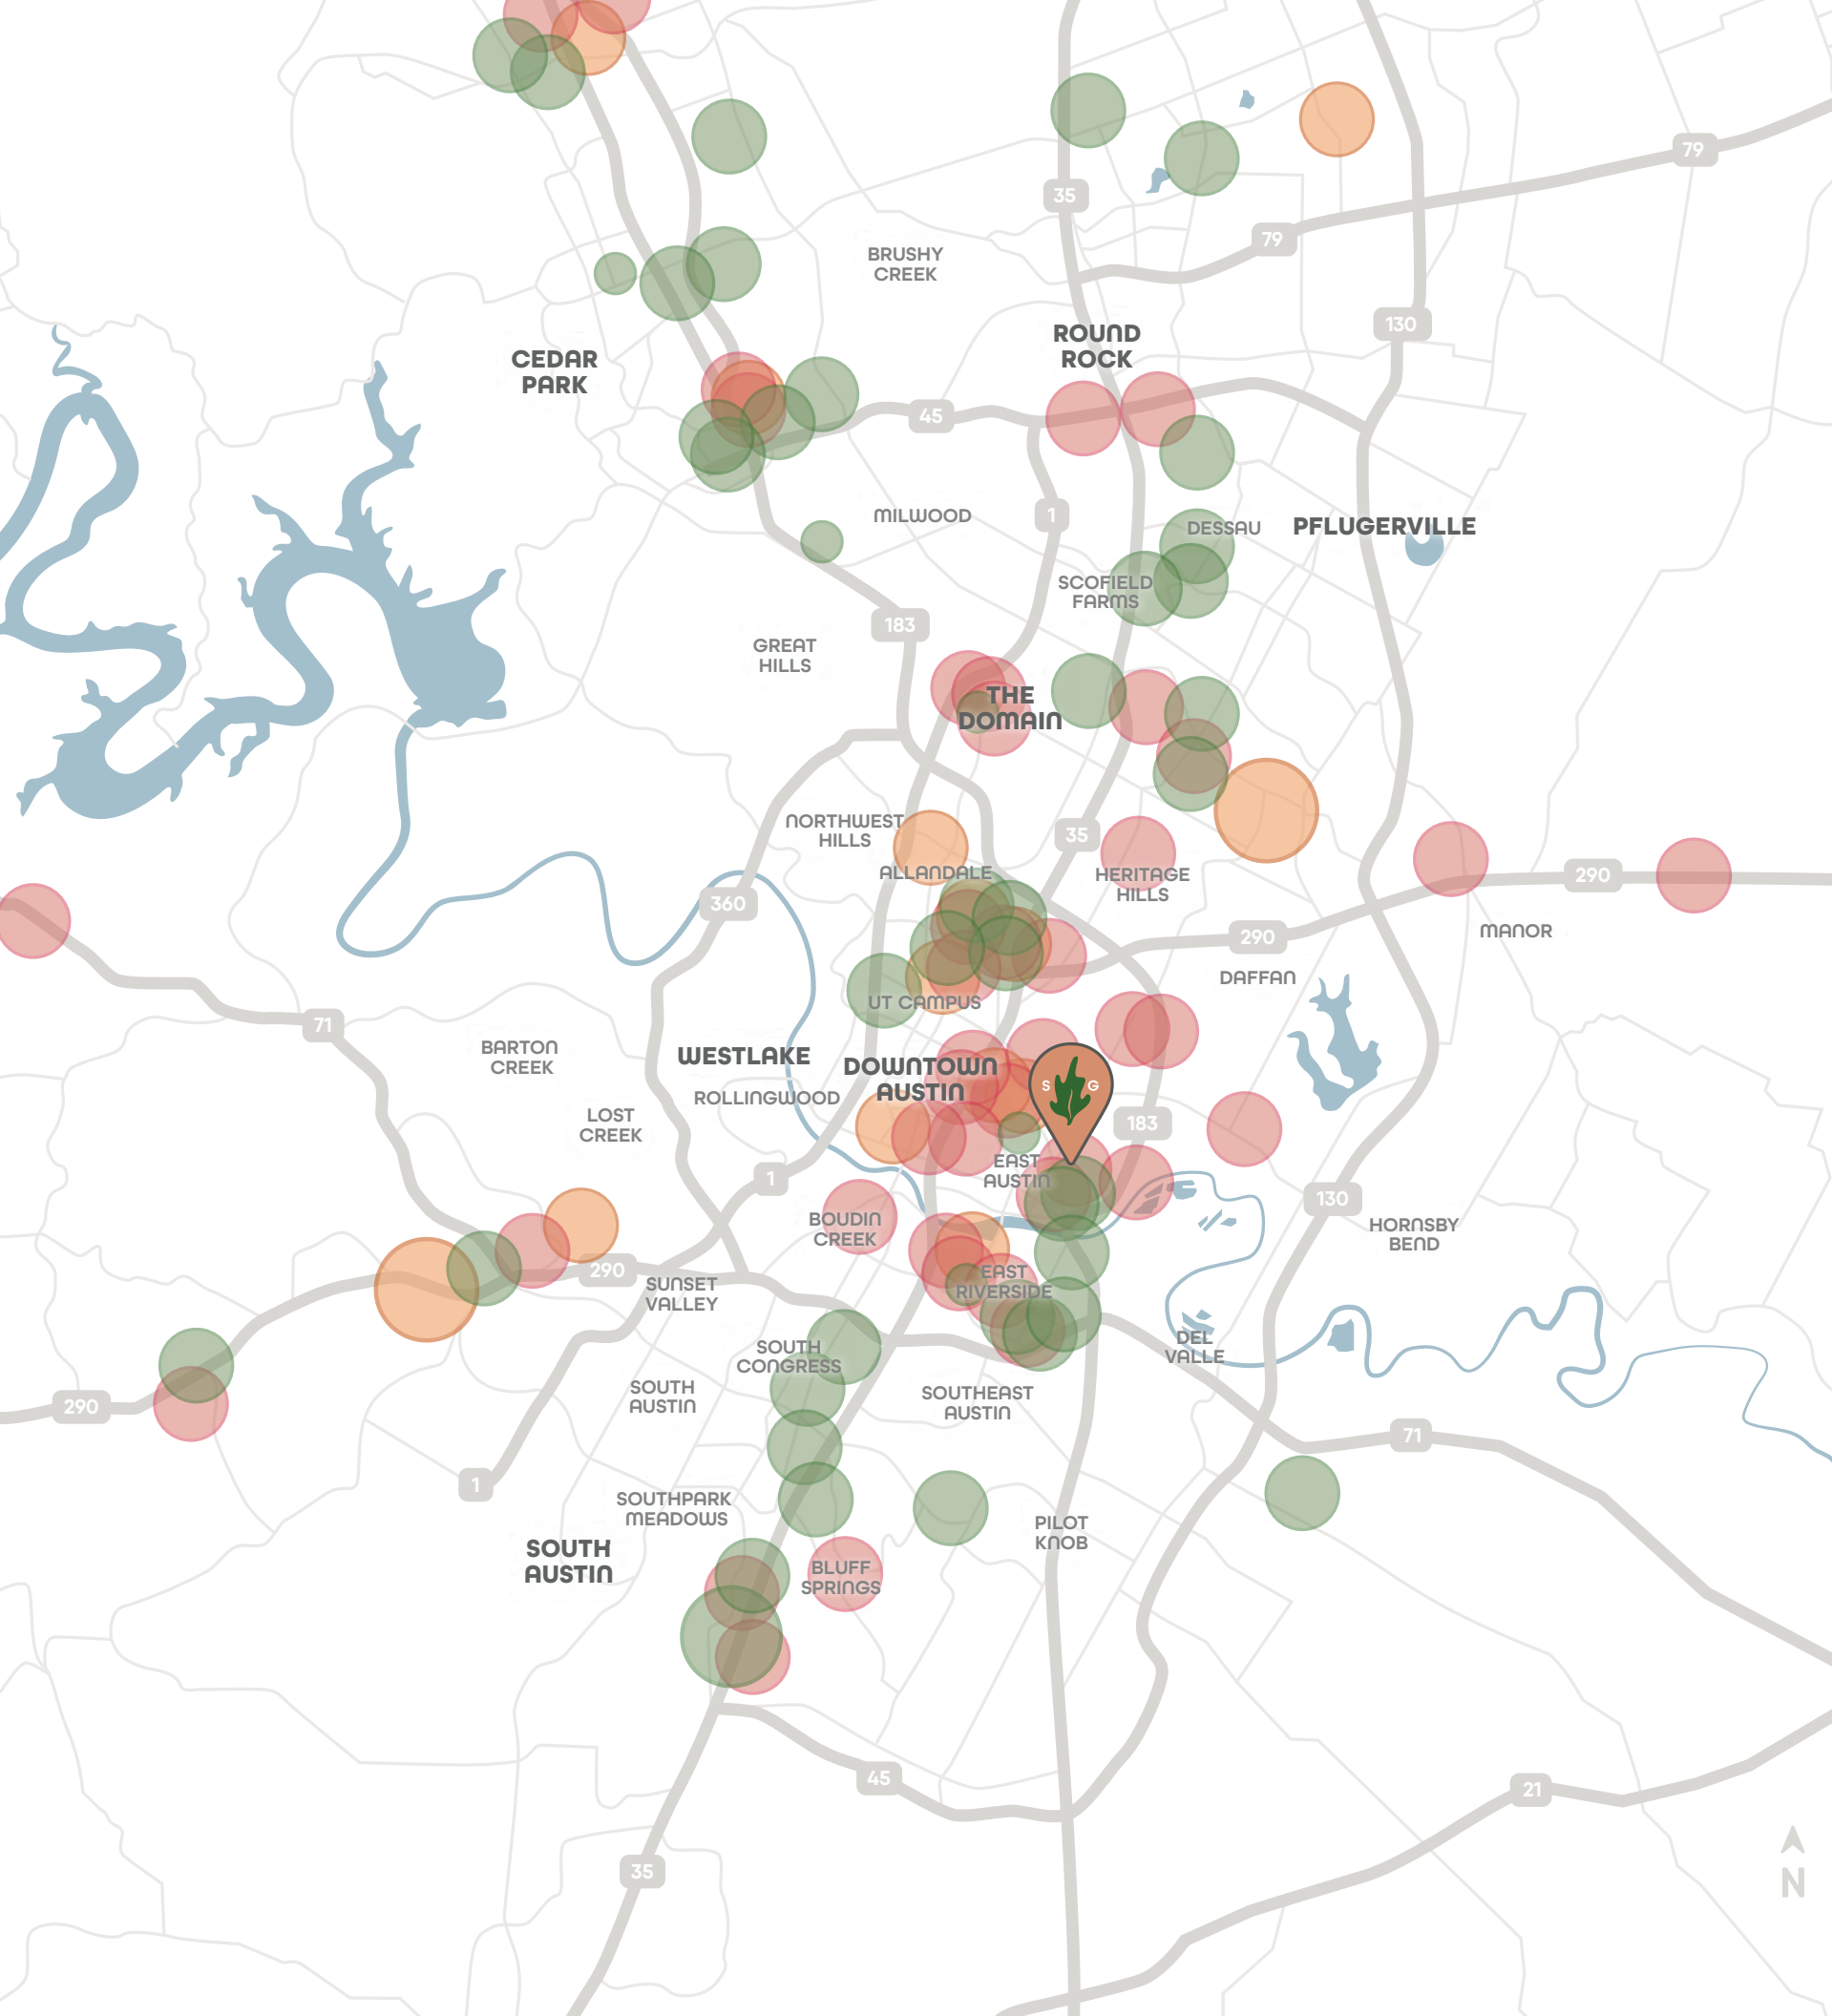 79
35
79
BRUSHY
CREEK
130
ROUND
ROCK
CEDAR
PARK
45
MILWOOD
1
DESSAU
PFLUGERVILLE
SCOFIELD
FARMS
183
GREAT
HILLS
THE
DOMAIN
NORTHWEST
HILLS
35
ALLANDALE
HERITAGE
HILLS
290
360
MANOR
290
DAFFAN
UT CAMPUS
71
BARTON
CREEK
WESTLAKE
DOWNTOWN
AUSTIN
S G
ROLLINGWOOD
LOST
CREEK
183
EAST
AUSTIN
1
130
BOUDIN
CREEK
HORNSBY
BEND
290
SUNSET
VALLEY
EAST
RIVERSIDE
DEL
VALLE
SOUTH
CONGRESS
SOUTH
AUSTIN
SOUTHEAST
AUSTIN
290
71
1
SOUTHPARK
MEADOWS
PILOT
KNOB
SOUTH
AUSTIN
BLUFF
SPRINGS
45
21
35
N